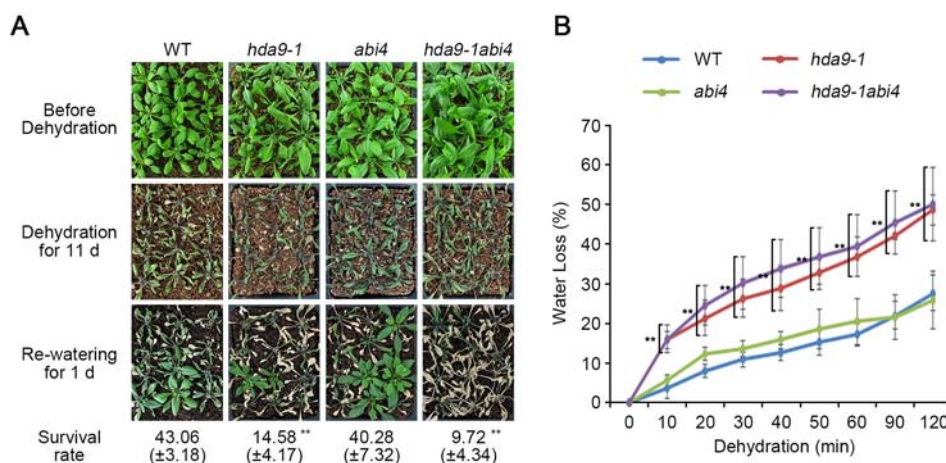 A
WT hda9-1 abi4 hda9-1abi4
Before
Dehydration
Dehydration
for 11 d
Re-watering
for 1 d
Survival
rate
43.06 14.58 ** 40.28 9.72 **
(±3.18) (±4.17) (±7.32) (±4.34)
B
WT hda9-1
abi4 hda9-1abi4
Water Loss (%)
70
60
50
40
30
20
10
0
** ** ** ** ** ** ** **
0 10 20 30 40 50 60 90 120
Dehydration (min)